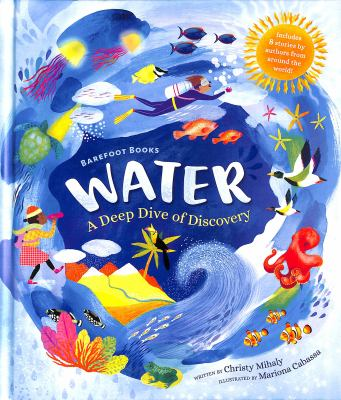 Includes
8 stories by
authors from
around the
world!
BAREFOOT BOOKS
WATER
A Deep Dive of Discovery
WRITTEN BY Christy Mihaly
ILLUSTRATED BY Mariona Cabassa